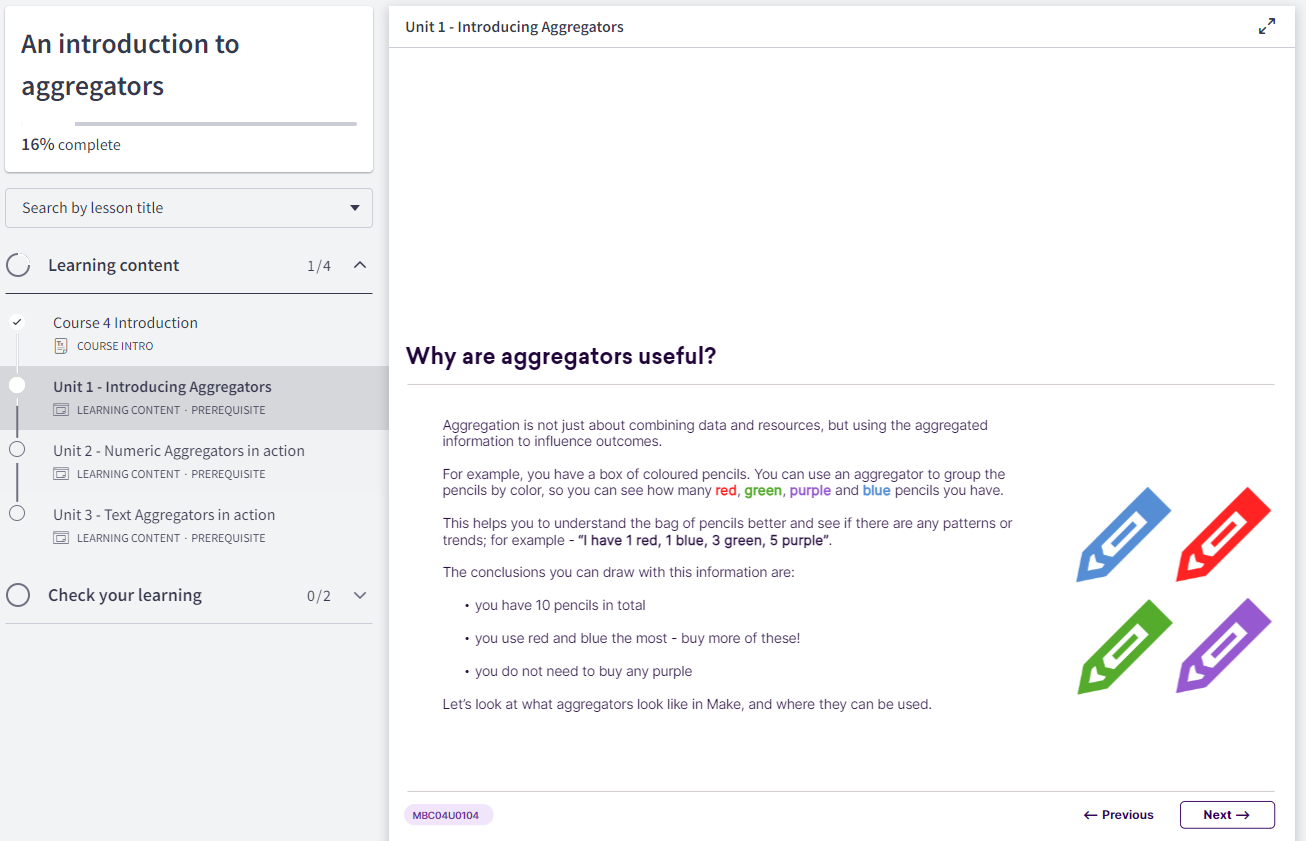 An introduction to
aggregators
16% complete
Search by lesson title
Learning content 1/4
Course 4 Introduction
COURSE INTRO
Unit 1 - Introducing Aggregators
LEARNING CONTENT · PREREQUISITE
Unit 2 - Numeric Aggregators in action
LEARNING CONTENT · PREREQUISITE
Unit 3 - Text Aggregators in action
LEARNING CONTENT · PREREQUISITE
Check your learning 0/2
Unit 1 - Introducing Aggregators
Why are aggregators useful?
Aggregation is not just about combining data and resources, but using the aggregated
information to influence outcomes.
For example, you have a box of coloured pencils. You can use an aggregator to group the
pencils by color, so you can see how many red, green, purple and blue pencils you have.
This helps you to understand the bag of pencils better and see if there are any patterns or
trends; for example - “I have 1 red, 1 blue, 3 green, 5 purple”.
The conclusions you can draw with this information are:
• you have 10 pencils in total
• you use red and blue the most - buy more of these!
• you do not need to buy any purple
Let’s look at what aggregators look like in Make, and where they can be used.
MBC04U0104
← Previous
Next →